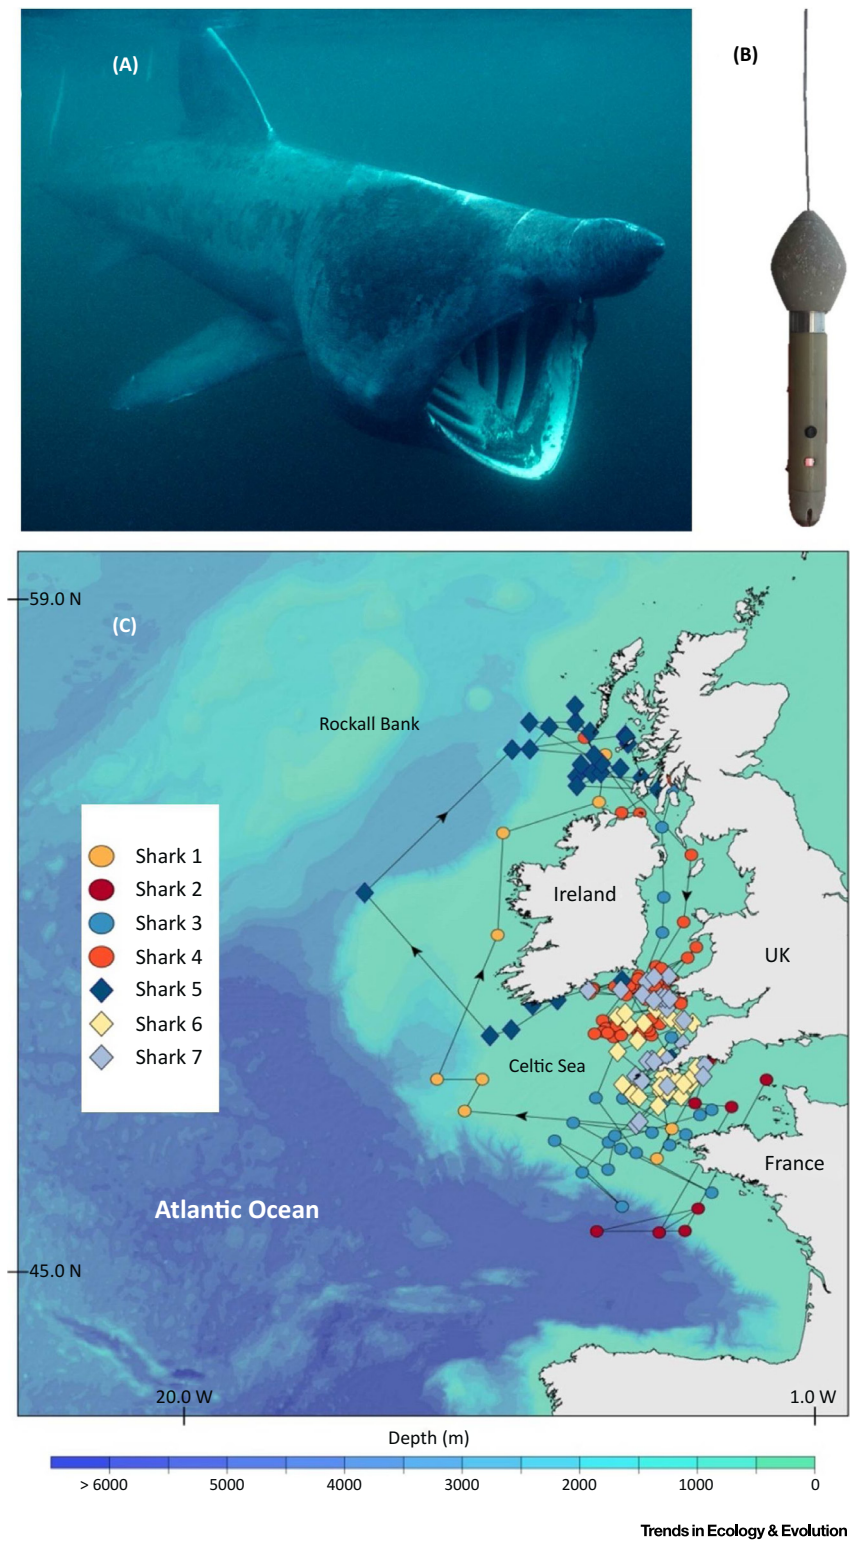 (A)
(B)
59.0 N
(C)
Rockall Bank
Shark 1
Shark 2
Shark 3
Shark 4
Shark 5
Shark 6
Shark 7
Ireland
UK
Celtic Sea
France
Atlantic Ocean
45.0 N
20.0 W
1.0 W
Depth (m)
> 6000 5000 4000 3000 2000 1000 0
Trends in Ecology & Evolution